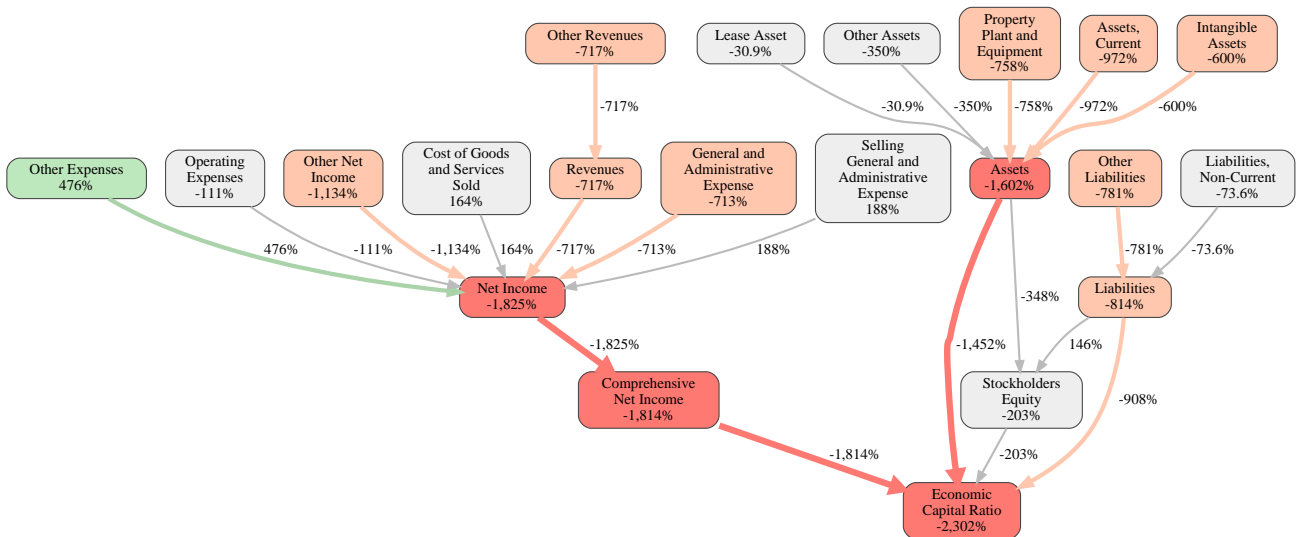 Other Revenues
-717%
Lease Asset
-30.9%
Other Assets
-350%
Property
Plant and
Equipment
-758%
Assets,
Current
-972%
Intangible
Assets
-600%
-717%
-30.9%
-350%
-758%
-972%
-600%
Other Expenses
476%
Operating
Expenses
-111%
Other Net
Income
-1,134%
Cost of Goods
and Services
Sold
164%
Revenues
-717%
General and
Administrative
Expense
-713%
Selling
General and
Administrative
Expense
188%
Assets
-1,602%
Other
Liabilities
-781%
Liabilities,
Non-Current
-73.6%
476%
-111%
-1,134%
164%
-717%
-713%
188%
-781%
-73.6%
Net Income
-1,825%
-348%
Liabilities
-814%
-1,825%
-1,452%
146%
Comprehensive
Net Income
-1,814%
Stockholders
Equity
-203%
-908%
-1,814%
-203%
Economic
Capital Ratio
-2,302%